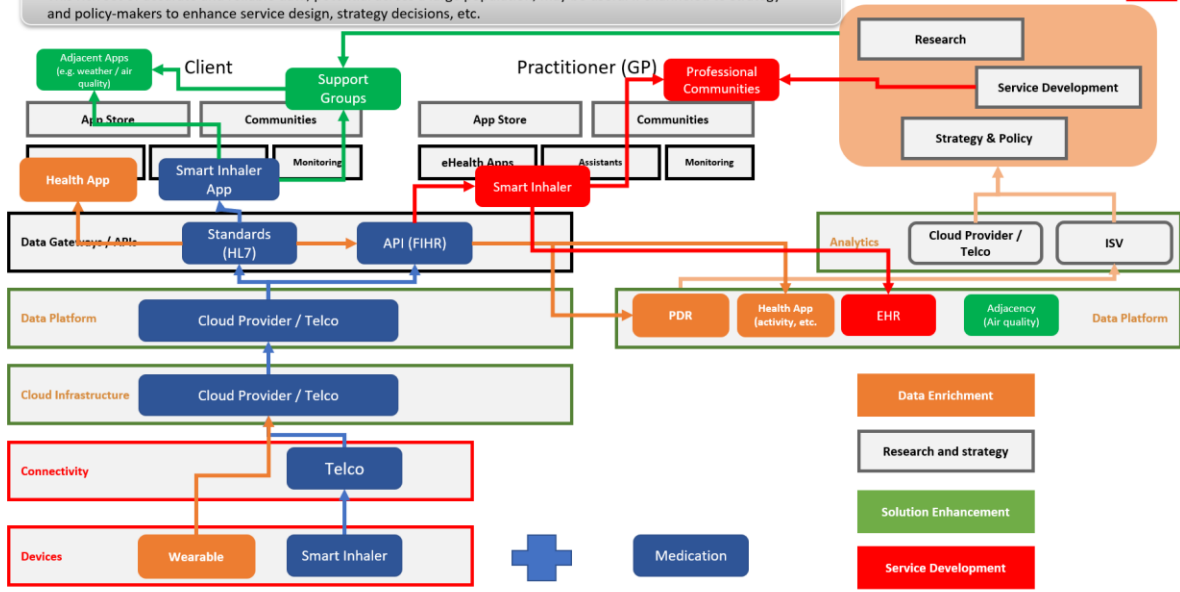 and policy-makers to enhance service design, strategy decisions, etc.
Adjacent Apps
(e.g. weather / air
quality)
Client
Support
Groups
Practitioner (GP)
Professional
Communities
Research
Service Development
Strategy & Policy
App Store
Communities
App Store
Communities
Health App
Smart Inhaler
App
Monitoring
eHealth Apps
Assistants
Monitoring
Smart Inhaler
Data Gateways / APIs
Standards
(HL7)
API (FIHR)
Analytics
Cloud Provider /
Telco
ISV
Data Platform
Cloud Provider / Telco
PDR
Health App
(activity, etc.
EHR
Adjacency
(Air quality)
Data Platform
Cloud Infrastructure
Cloud Provider / Telco
Data Enrichment
Connectivity
Telco
Research and strategy
Solution Enhancement
Devices
Wearable
Smart Inhaler
Medication
Service Development